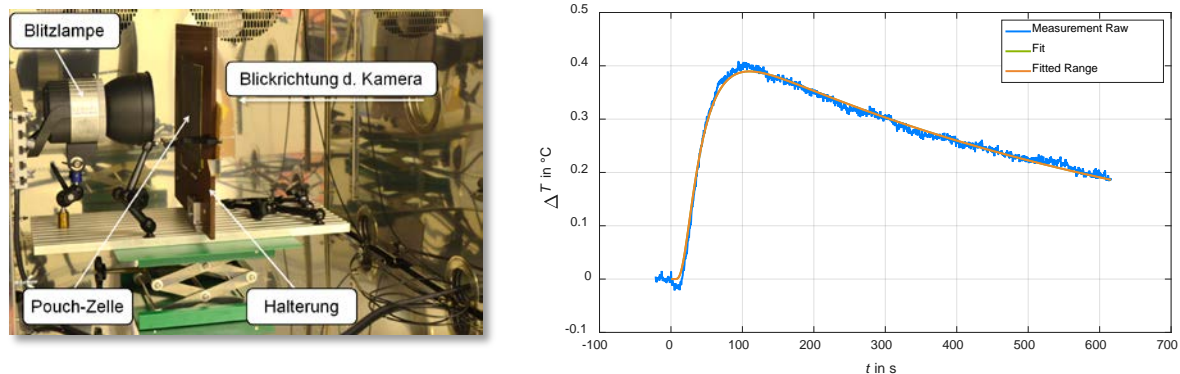 Blitzlampe
Blickrichtung d. Kamera
Pouch-Zelle
Halterung
0.5
0.4
0.3
0.2
0.1
0
-0.1
ΔT in °C
Measurement Raw
Fit
Fitted Range
-100 0 100 200 300 400 500 600 700
t in s